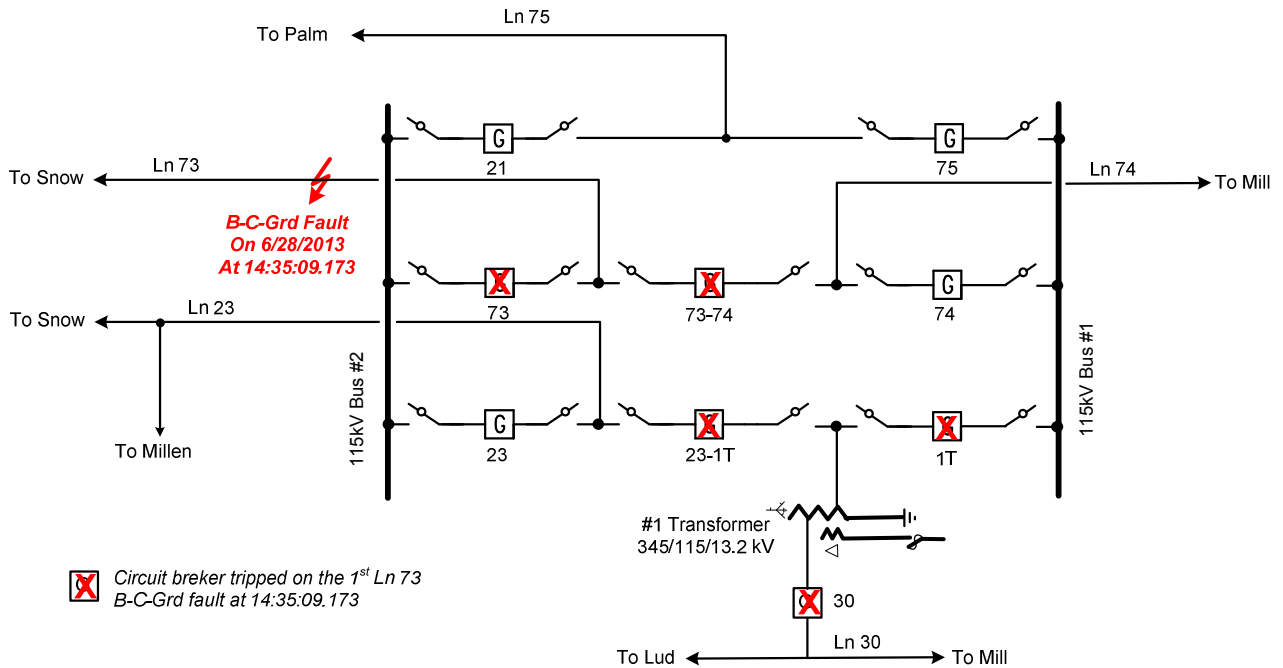 Ln 75
To Palm
G
21
G
75
Ln 73
To Snow
Ln 74
To Mill
B-C-Grd Fault
On 6/28/2013
At 14:35:09.173
73
73-74
G
74
Ln 23
To Snow
To Millen
115kV Bus #2
115kV Bus #1
G
23
23-1T
1T
#1 Transformer
345/115/13.2 kV
30
Circuit breker tripped on the 1st Ln 73
B-C-Grd fault at 14:35:09.173
Ln 30
To Lud
To Mill